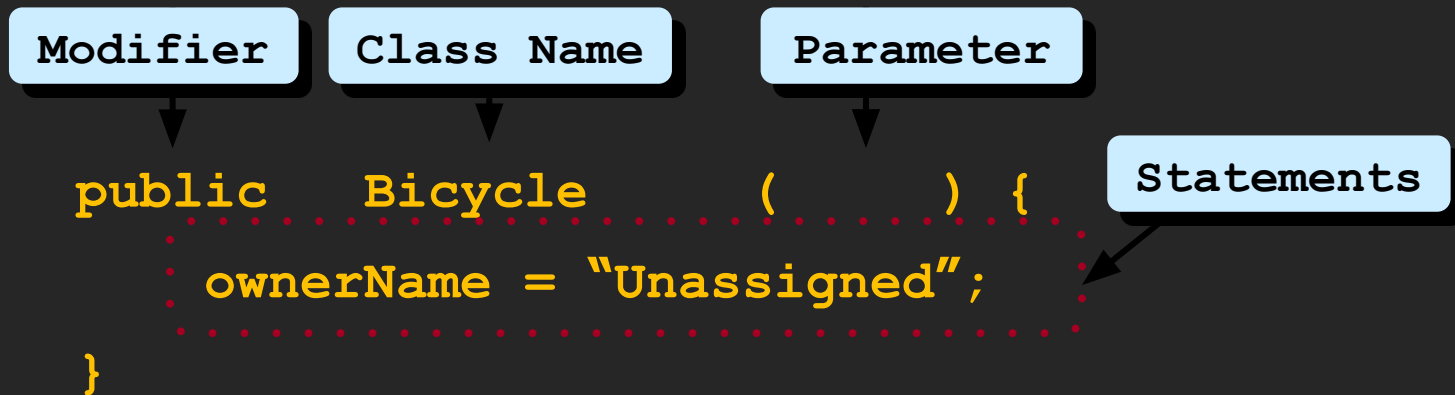 Modifier Class Name Parameter
public Bicycle ( ) {
Statements
ownerName = “Unassigned”;
}